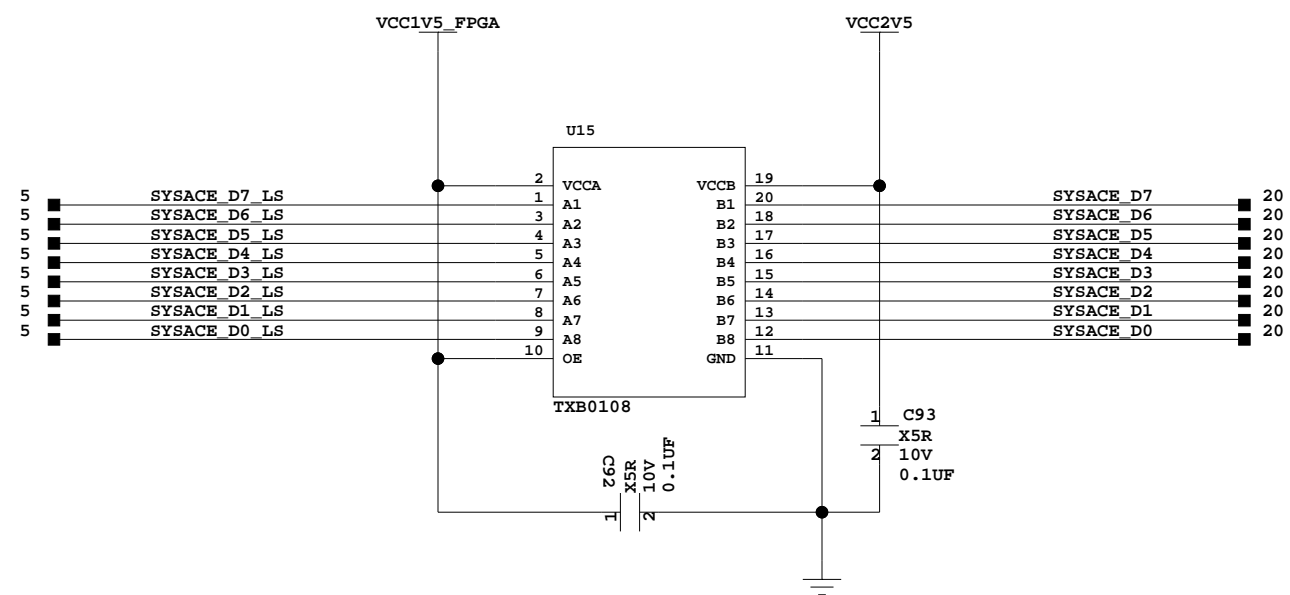 VCC1V5_FPGA VCC2V5
U15
2 VCCA VCCB 19
5 SYSACE_D7_LS 1 A1 B1 20 SYSACE_D7 20
5 SYSACE_D6_LS 3 A2 B2 18 SYSACE_D6 20
5 SYSACE_D5_LS 4 A3 B3 17 SYSACE_D5 20
5 SYSACE_D4_LS 5 A4 B4 16 SYSACE_D4 20
5 SYSACE_D3_LS 6 A5 B5 15 SYSACE_D3 20
5 SYSACE_D2_LS 7 A6 B6 14 SYSACE_D2 20
5 SYSACE_D1_LS 8 A7 B7 13 SYSACE_D1 20
5 SYSACE_D0_LS 9 A8 B8 12 SYSACE_D0 20
10 OE GND 11
TXB0108
1 C93
X5R
2 10V
0.1UF
C92
X5R
10V
0.1UF
1 2